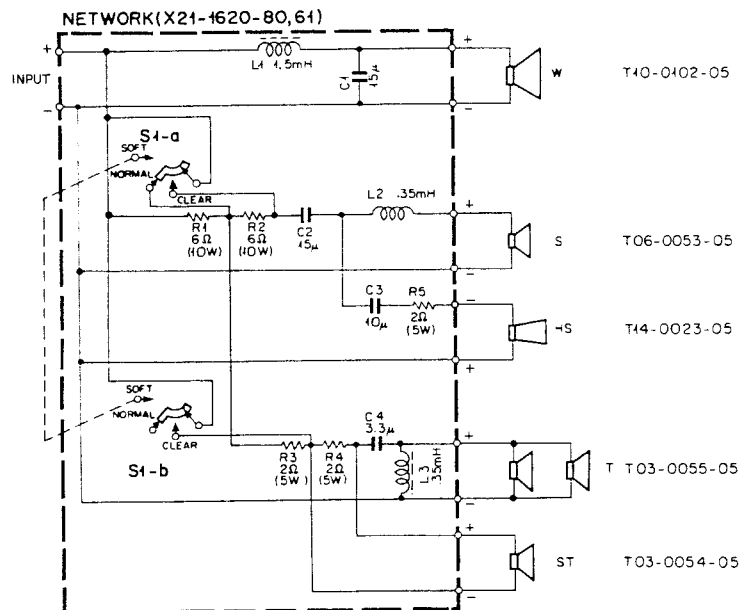 NETWORK(X21-1620-80,61)
+
INPUT
−
L1 1.5mH
C1
15μ
+
−
W
T10-0102-05
S1-a
SOFT
NORMAL
CLEAR
R1
6Ω
(10W)
R2
6Ω
(10W)
C2
15μ
L2 .35mH
+
−
S
T06-0053-05
C3
10μ
R5
2Ω
(5W)
−
+
HS
T14-0023-05
SOFT
NORMAL
CLEAR
S1-b
R3
2Ω
(5W)
R4
2Ω
(5W)
C4
3.3μ
L3
.35mH
+
−
T
T03-0055-05
+
−
ST
T03-0054-05